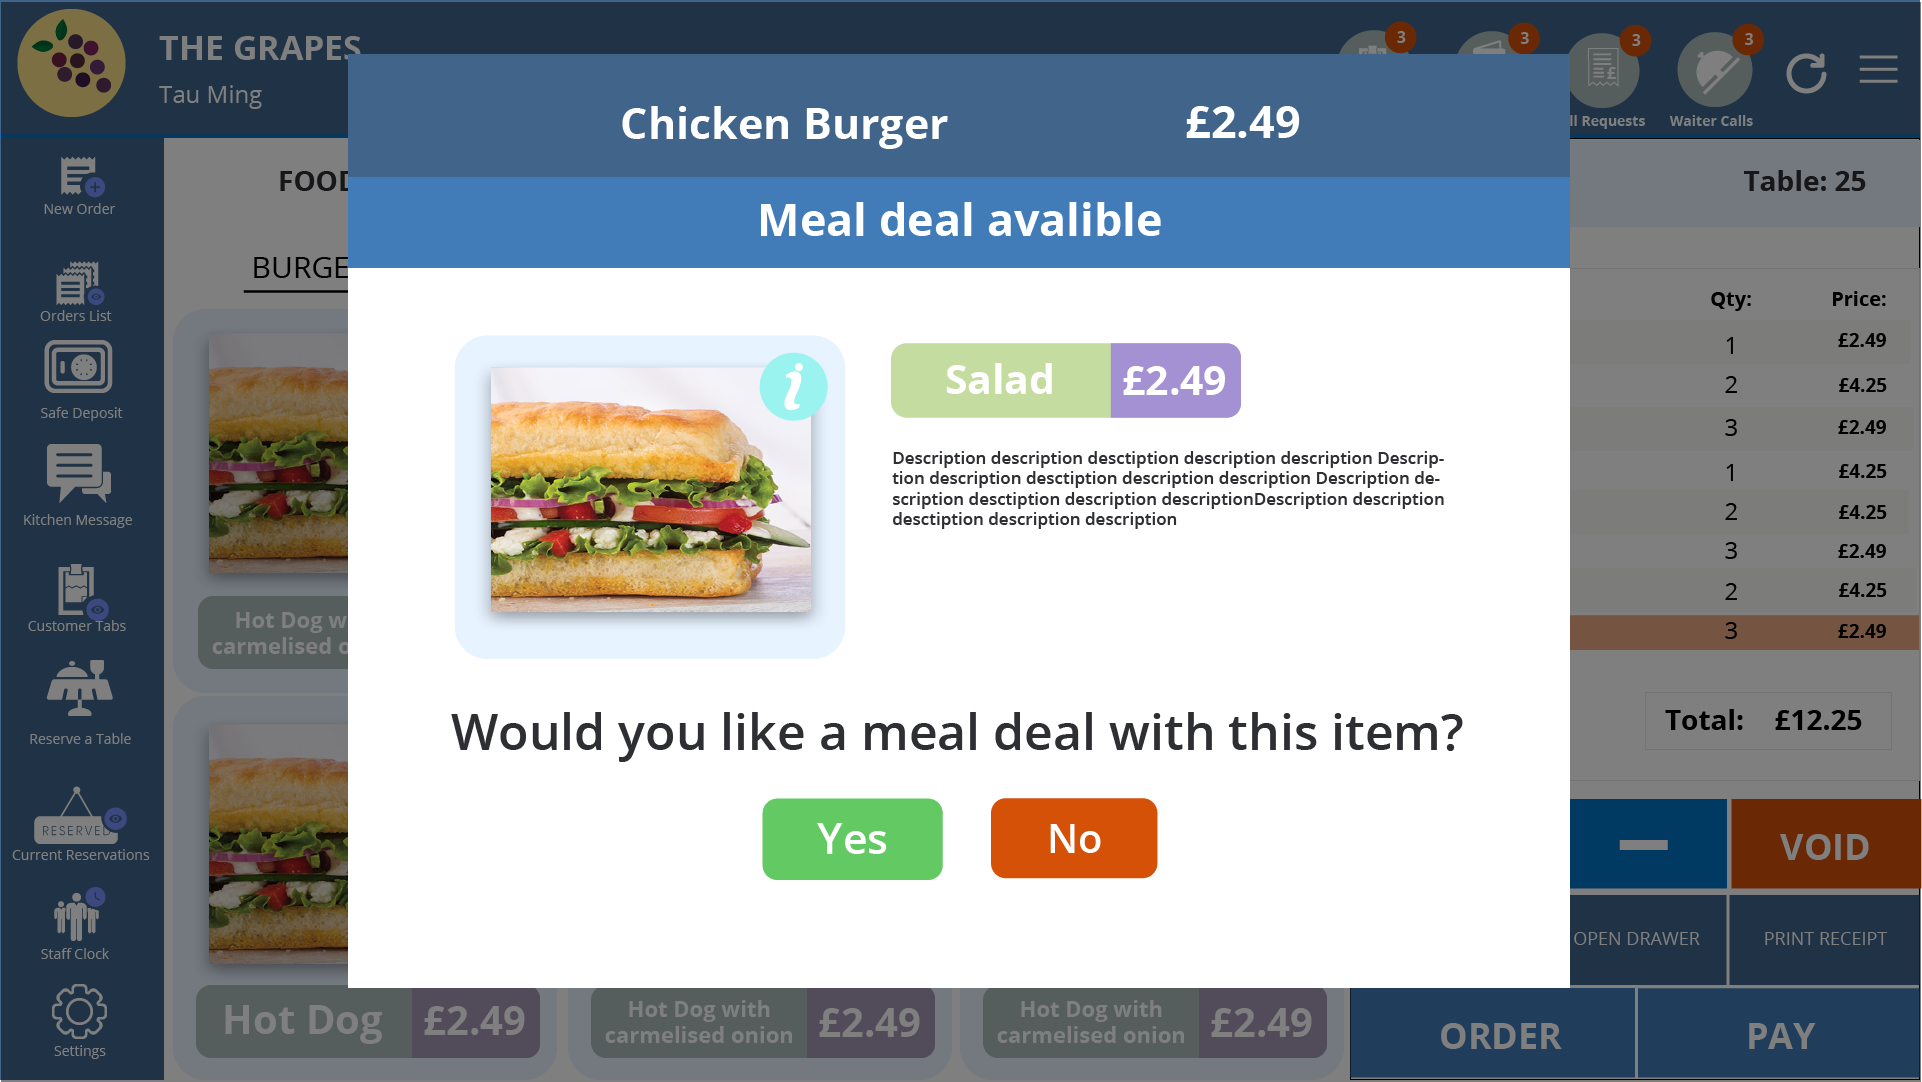 THE GRAPES
Tau Ming
3
3
3
3
ll Requests
Waiter Calls
New Order
Orders List
Safe Deposit
Kitchen Message
Customer Tabs
Reserve a Table
RESERVED
Current Reservations
Staff Clock
Settings
FOOD
BURGE
Chicken Burger £2.49
Meal deal avalible
Salad £2.49
Description description desctiption description description Descrip-
tion description desctiption description description Description de-
scription desctiption description descriptionDescription description
desctiption description description
Would you like a meal deal with this item?
Yes No
Hot Dog w
carmelised o
Hot Dog £2.49
Hot Dog with
carmelised onion
£2.49
Hot Dog with
carmelised onion
£2.49
Table: 25
Qty: Price:
1 £2.49
2 £4.25
3 £2.49
1 £4.25
2 £4.25
3 £2.49
2 £4.25
3 £2.49
Total: £12.25
VOID
OPEN DRAWER
PRINT RECEIPT
ORDER
PAY